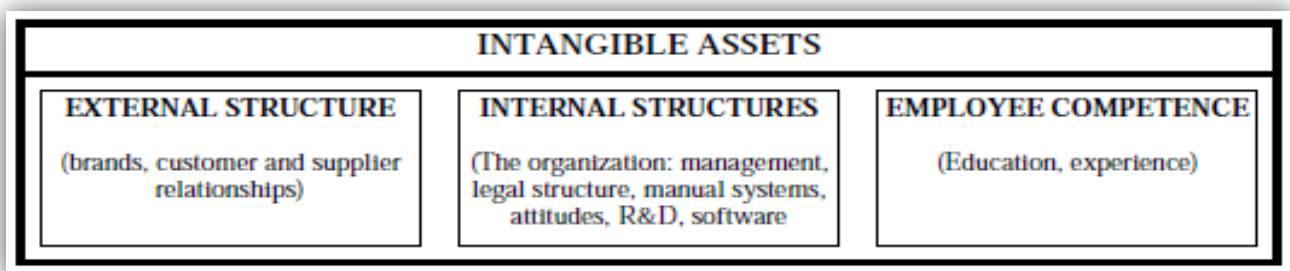 INTANGIBLE ASSETS
EXTERNAL STRUCTURE
(brands, customer and supplier
relationships)
INTERNAL STRUCTURES
(The organization: management,
legal structure, manual systems,
attitudes, R&D, software
EMPLOYEE COMPETENCE
(Education, experience)